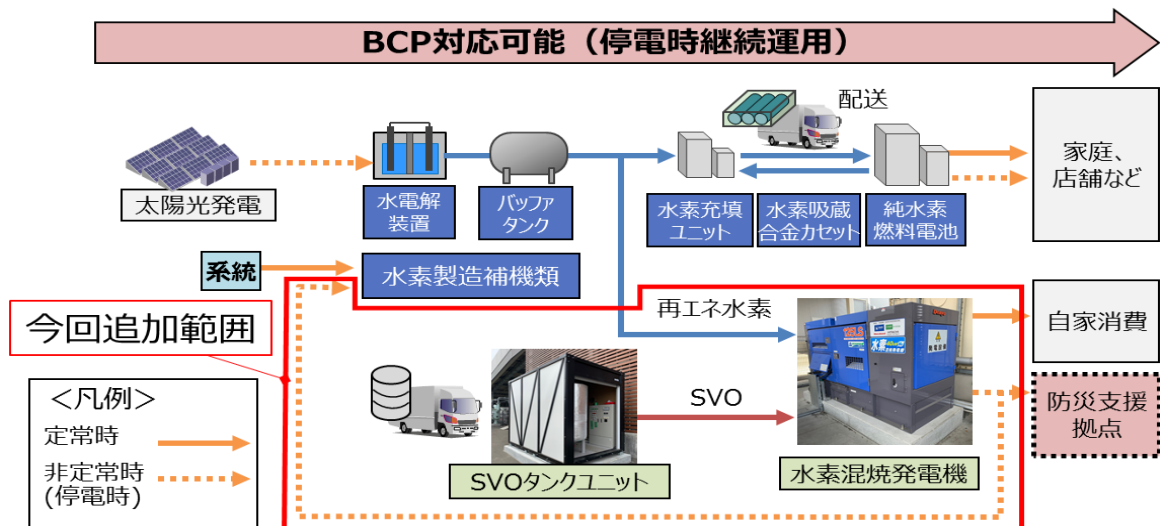 BCP対応可能（停電時継続運用）
配送
太陽光発電
水電解
装置
バッファ
タンク
水素充填
ユニット
水素吸蔵
合金カセット
純水素
燃料電池
家庭、
店舗など
系統
水素製造補機類
今回追加範囲
再エネ水素
自家消費
<凡例>
定常時
非定常時
(停電時)
SVO
防災支援
拠点
SVOタンクユニット
水素混焼発電機
125LS
水素